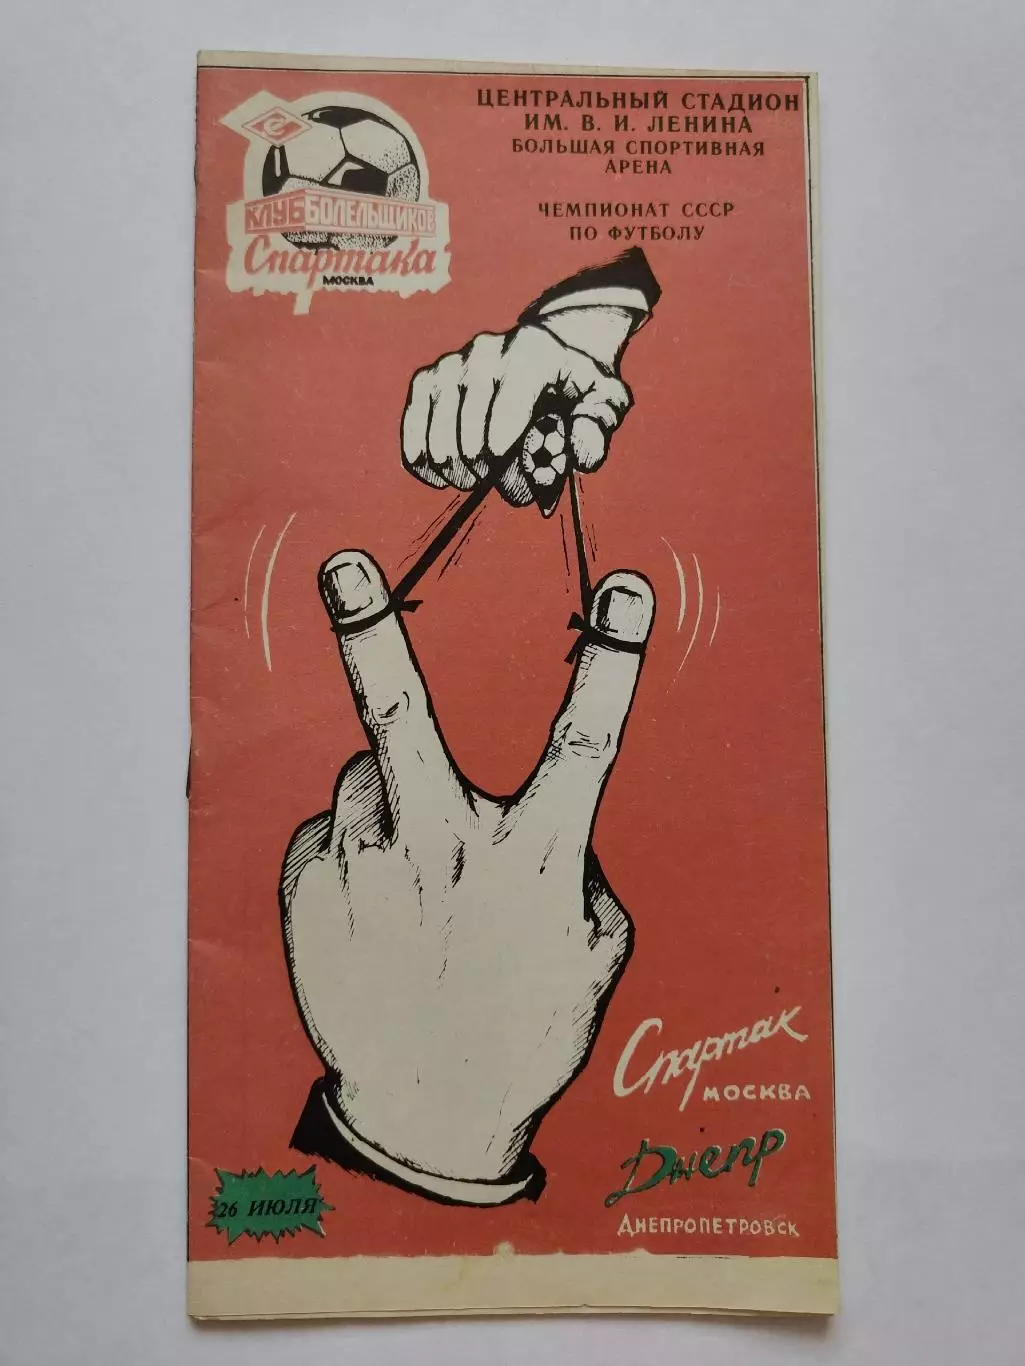 С
КЛУБ БОЛЕЛЬЩИКОВ
Спартака
МОСКВА
ЦЕНТРАЛЬНЫЙ СТАДИОН
ИМ. В. И. ЛЕНИНА
БОЛЬШАЯ СПОРТИВНАЯ
АРЕНА
ЧЕМПИОНАТ СССР
ПО ФУТБОЛУ
Спартак
МОСКВА
Днепр
ДНЕПРОПЕТРОВСК
26 ИЮЛЯ